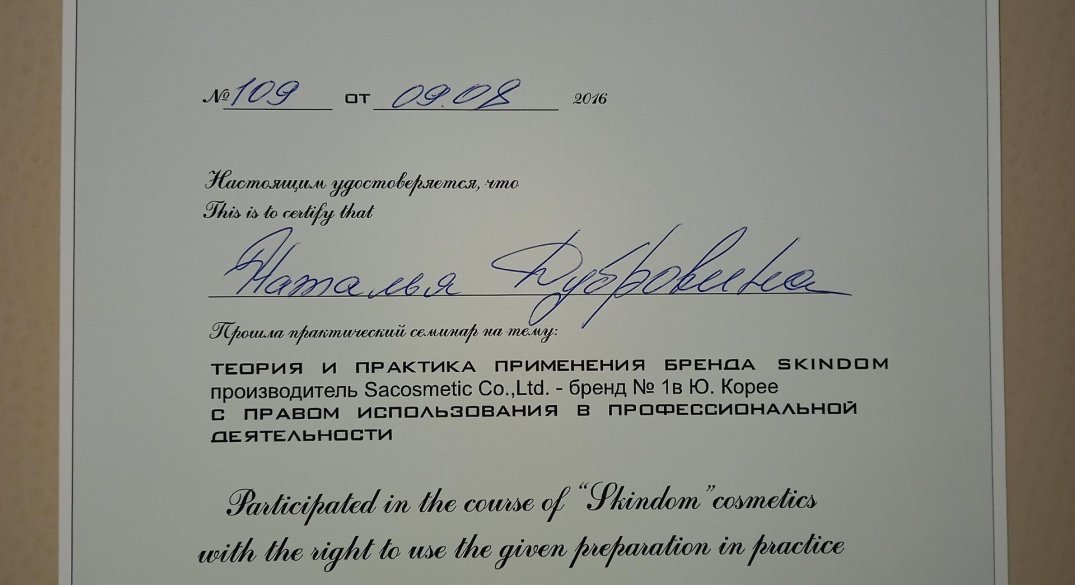 № 109 от 09.08 2016
Настоящим удостоверяется, что
This is to certify that
Наталья Дубровина
Прошла практический семинар на тему:
ТЕОРИЯ И ПРАКТИКА ПРИМЕНЕНИЯ БРЕНДА SKINDOM
производитель Sacosmetic Co.,Ltd. - бренд № 1в Ю. Корее
С ПРАВОМ ИСПОЛЬЗОВАНИЯ В ПРОФЕССИОНАЛЬНОЙ
ДЕЯТЕЛЬНОСТИ
Participated in the course of “Skindom”cosmetics
with the right to use the given preparation in practice